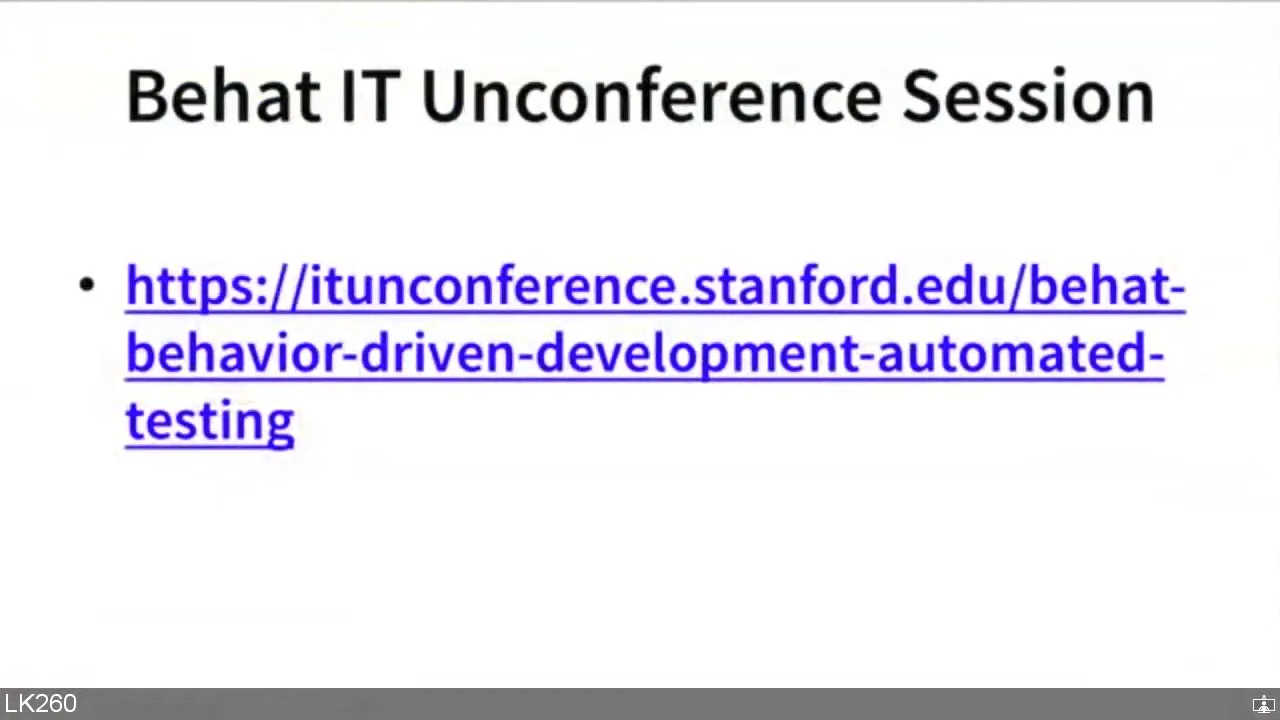 Behat IT Unconference Session
• https://itunconference.stanford.edu/behat-
behavior-driven-development-automated-
testing
LK260